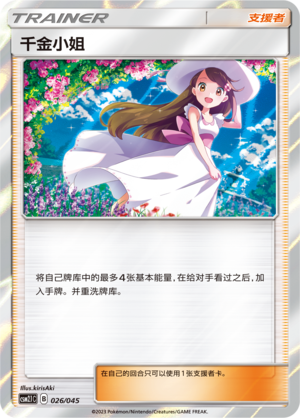 TRAINER
支援者
千金小姐
将自己牌库中的最多4张基本能量，在给对手看过之后，加
入手牌。并重洗牌库。
Illus.kirisAki
在自己的回合只可以使用1张支援者卡。
B 026/045
©2023 Pokémon/Nintendo/Creatures/GAME FREAK.